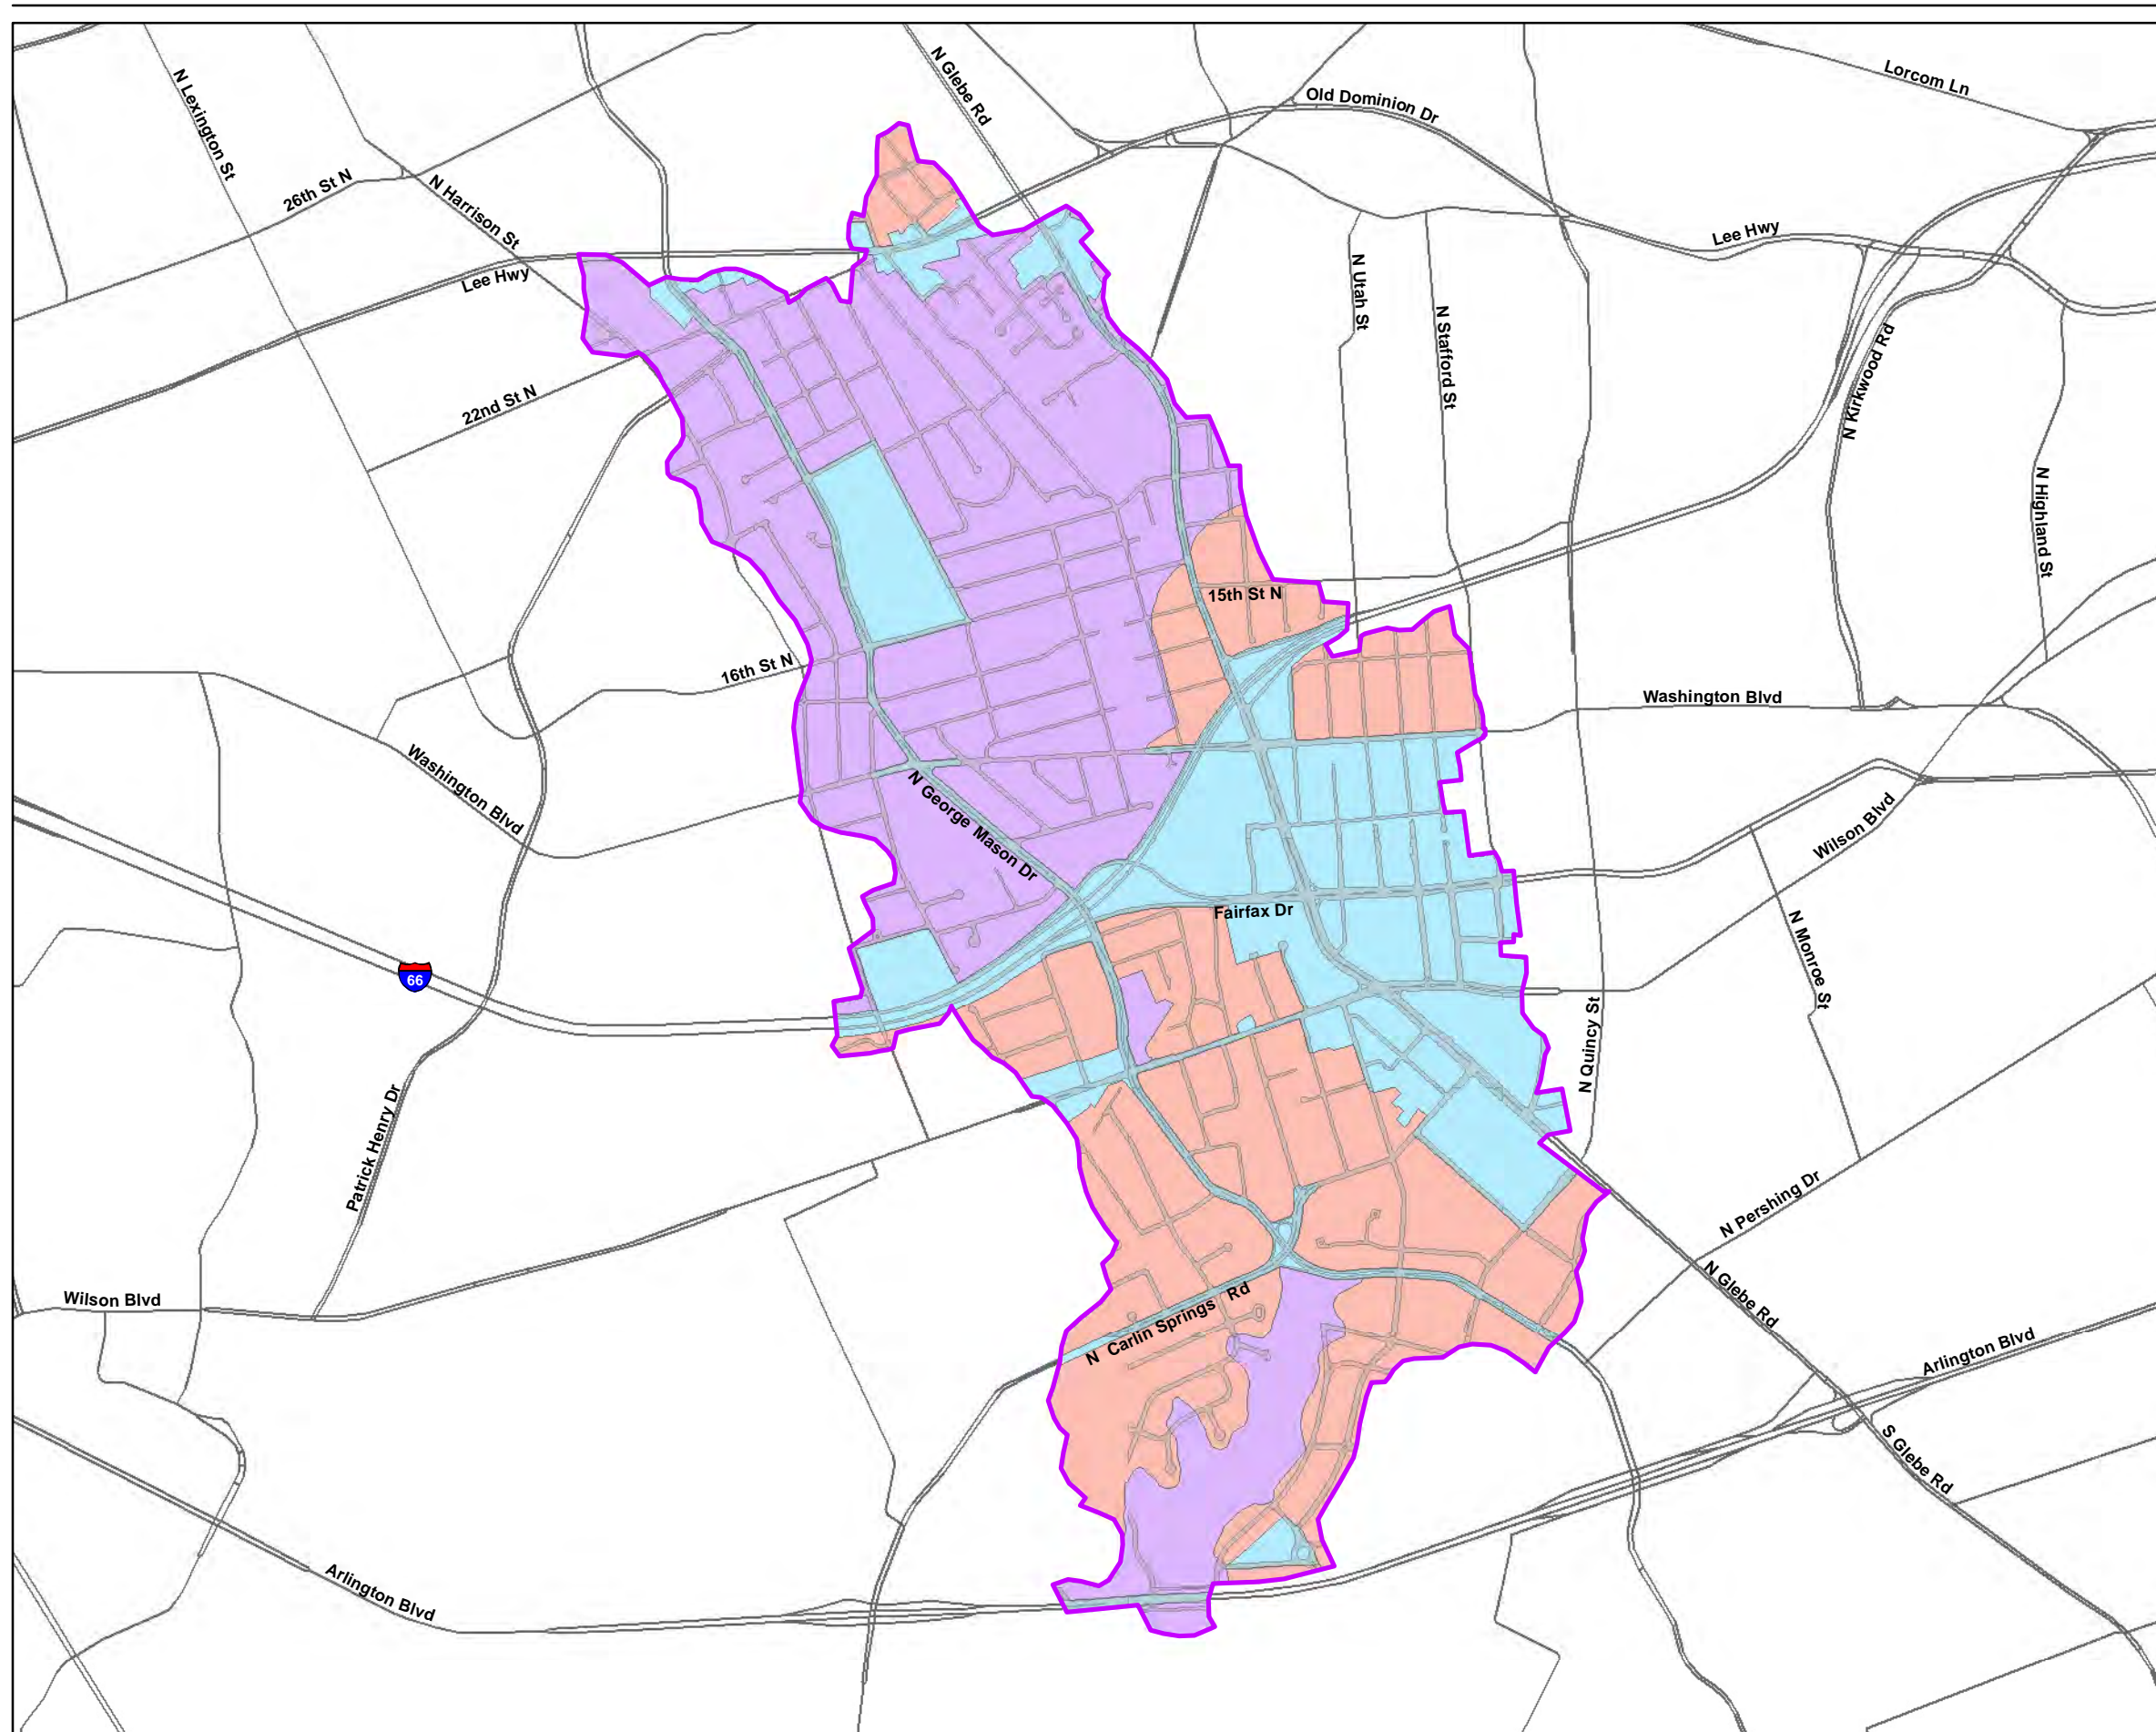 N Glebe Rd
Lorcom Ln
N Lexington St
Old Dominion Dr
26th St N
N Harrison St
Lee Hwy
Lee Hwy
N Utah St
N Stafford St
N Kirkwood Rd
22nd St N
N Highland St
15th St N
16th St N
Washington Blvd
Washington Blvd
N George Mason Dr
Wilson Blvd
Fairfax Dr
N Monroe St
66
N Quincy St
Patrick Henry Dr
N Pershing Dr
Wilson Blvd
N Glebe Rd
N Carlin Springs Rd
Arlington Blvd
S Glebe Rd
Arlington Blvd